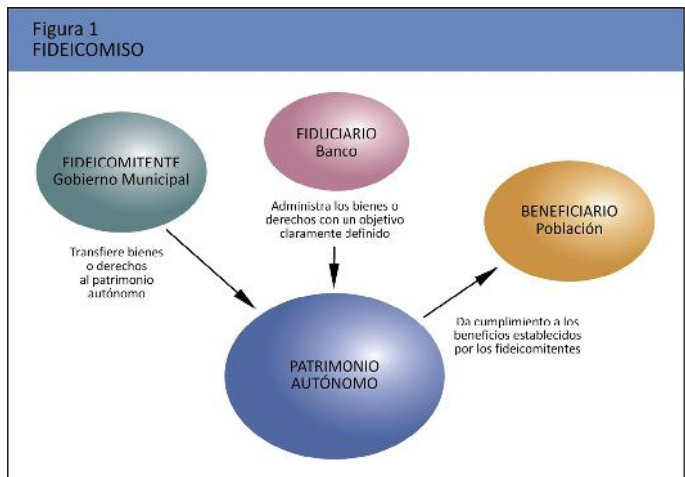 Figura 1
FIDEICOMISO
FIDEICOMITENTE
Gobierno Municipal
Transfiere bienes
o derechos
al patrimonio
autónomo
FIDUCIARIO
Banco
Administra los bienes o
derechos con un objetivo
claramente definido
BENEFICIARIO
Población
Da cumplimiento a los
beneficios establecidos
por los fideicomitentes
PATRIMONIO
AUTÓNOMO